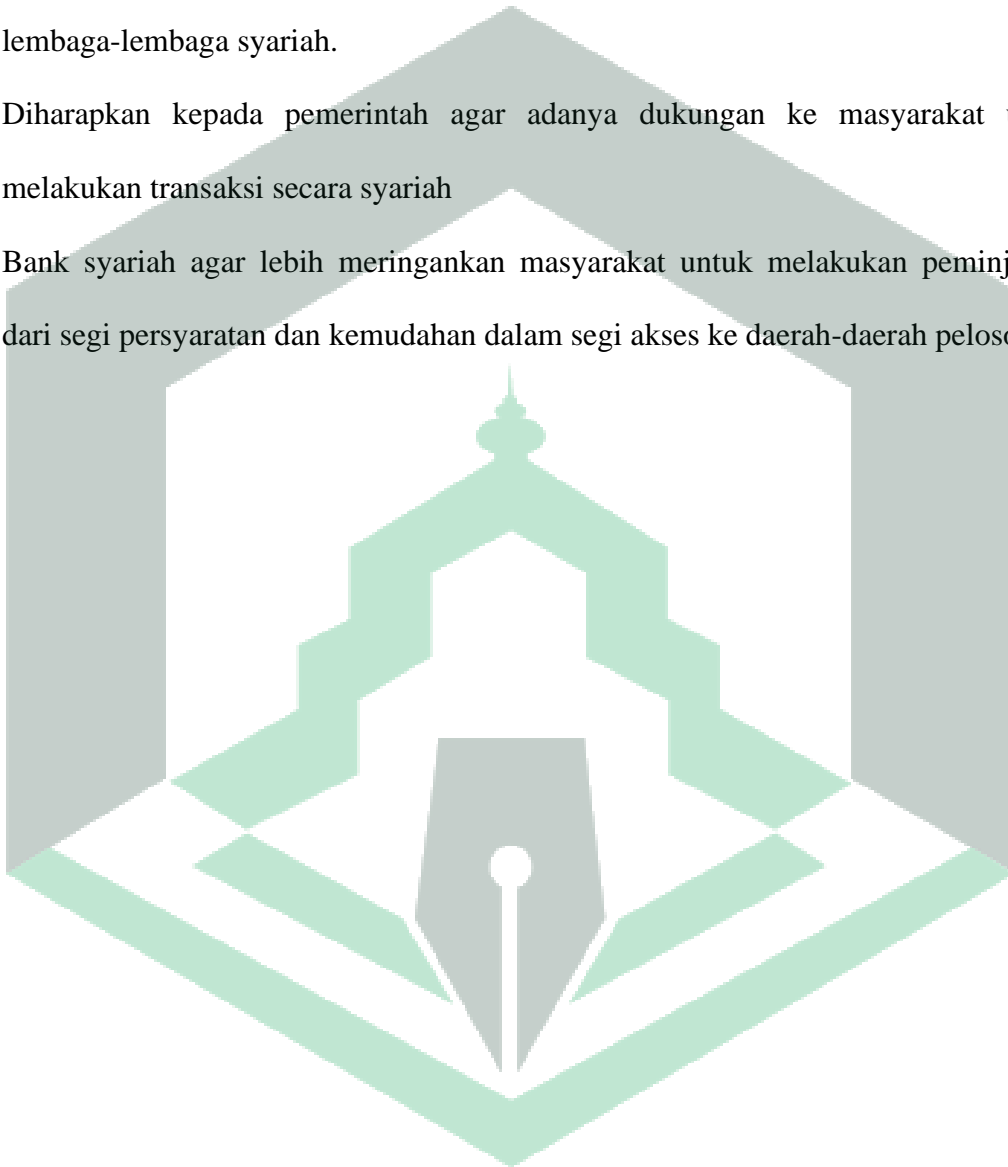 lembaga-lembaga syariah.
Diharapkan kepada pemerintah agar adanya dukungan ke masyarakat
melakukan transaksi secara syariah
Bank syariah agar lebih meringankan masyarakat untuk melakukan
dari segi persyaratan dan kemudahan dalam segi akses ke daerah-daerah